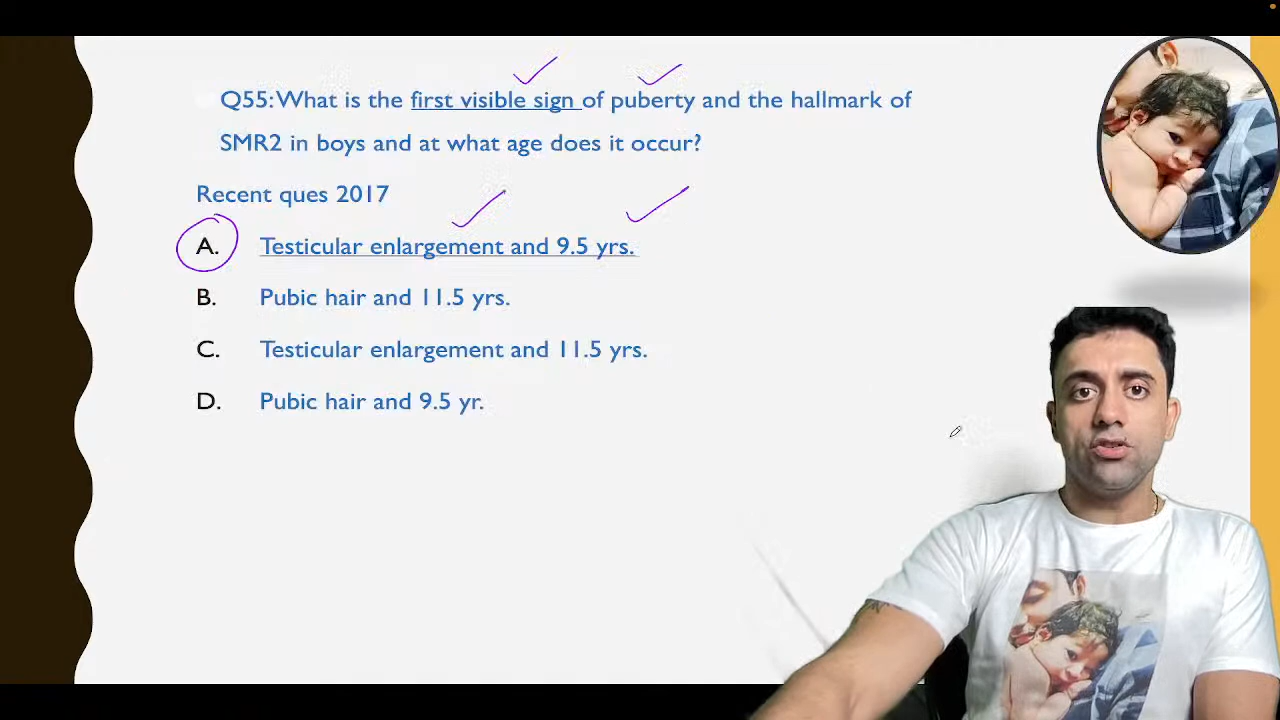 Q55: What is the first visible sign of puberty and the hallmark of
SMR2 in boys and at what age does it occur?
Recent ques 2017
A. Testicular enlargement and 9.5 yrs.
B. Pubic hair and 11.5 yrs.
C. Testicular enlargement and 11.5 yrs.
D. Pubic hair and 9.5 yr.